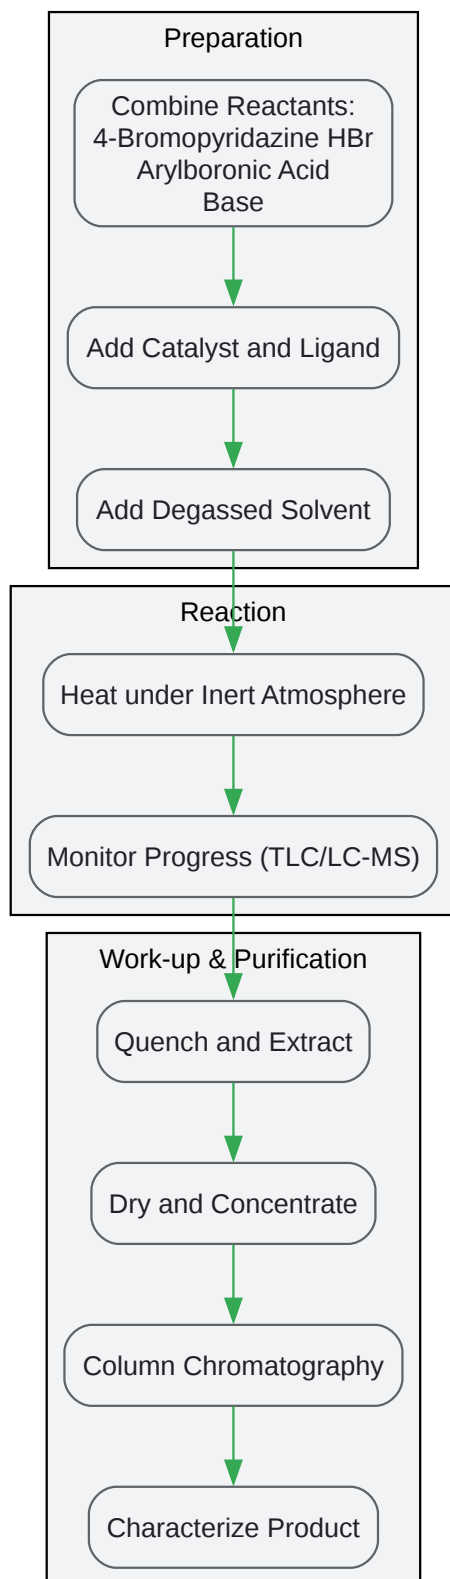 Preparation
Combine Reactants:
4-Bromopyridazine HBr
Arylboronic Acid
Base
Add Catalyst and Ligand
Add Degassed Solvent
Reaction
Heat under Inert Atmosphere
Monitor Progress (TLC/LC-MS)
Work-up & Purification
Quench and Extract
Dry and Concentrate
Column Chromatography
Characterize Product